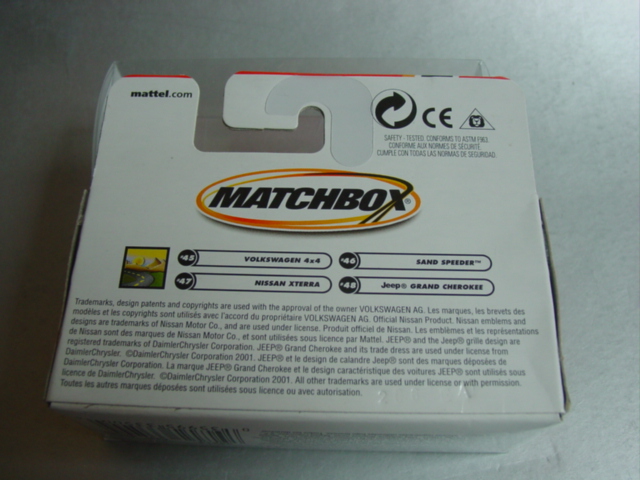 mattel.com
CE
SAFETY - TESTED. CONFORMS TO ASTM F963.
CONFORME AUX NORMES DE SÉCURITÉ.
CUMPLE CON TODAS LAS NORMAS DE SEGURIDAD.
MATCHBOX®
#45 VOLKSWAGEN 4x4
#46 SAND SPEEDER™
#47 NISSAN XTERRA
#48 Jeep® GRAND CHEROKEE
Trademarks, design patents and copyrights are used with the approval of the owner VOLKSWAGEN AG. Les marques, les brevets des
modèles et les copyrights sont utilisés avec l'accord du propriétaire VOLKSWAGEN AG. Official Nissan Product. Nissan emblems and
designs are trademarks of Nissan Motor Co., and are used under license. Produit officiel de Nissan. Les emblèmes et les représentations
de Nissan sont des marques de Nissan Motor Co., et sont utilisées sous licence par Mattel. JEEP® and the Jeep® grille design are
registered trademarks of DaimlerChrysler Corporation. JEEP® Grand Cherokee and its trade dress are used under license from
DaimlerChrysler. ©DaimlerChrysler Corporation 2001. JEEP® et le design de calandre Jeep® sont des marques déposées de
DaimlerChrysler Corporation. La marque JEEP® Grand Cherokee et le design caractéristique des voitures JEEP® sont utilisés sous
licence de DaimlerChrysler. ©DaimlerChrysler Corporation 2001. All other trademarks are used under license or with permission.
Toutes les autres marques déposées sont utilisées sous licence ou avec autorisation.